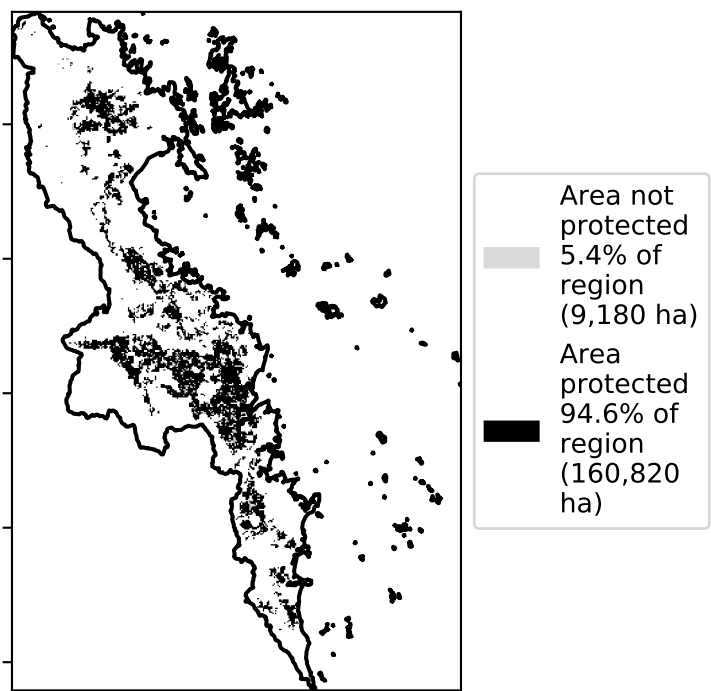 Area not
protected
5.4% of
region
(9,180 ha)
Area
protected
94.6% of
region
(160,820
ha)